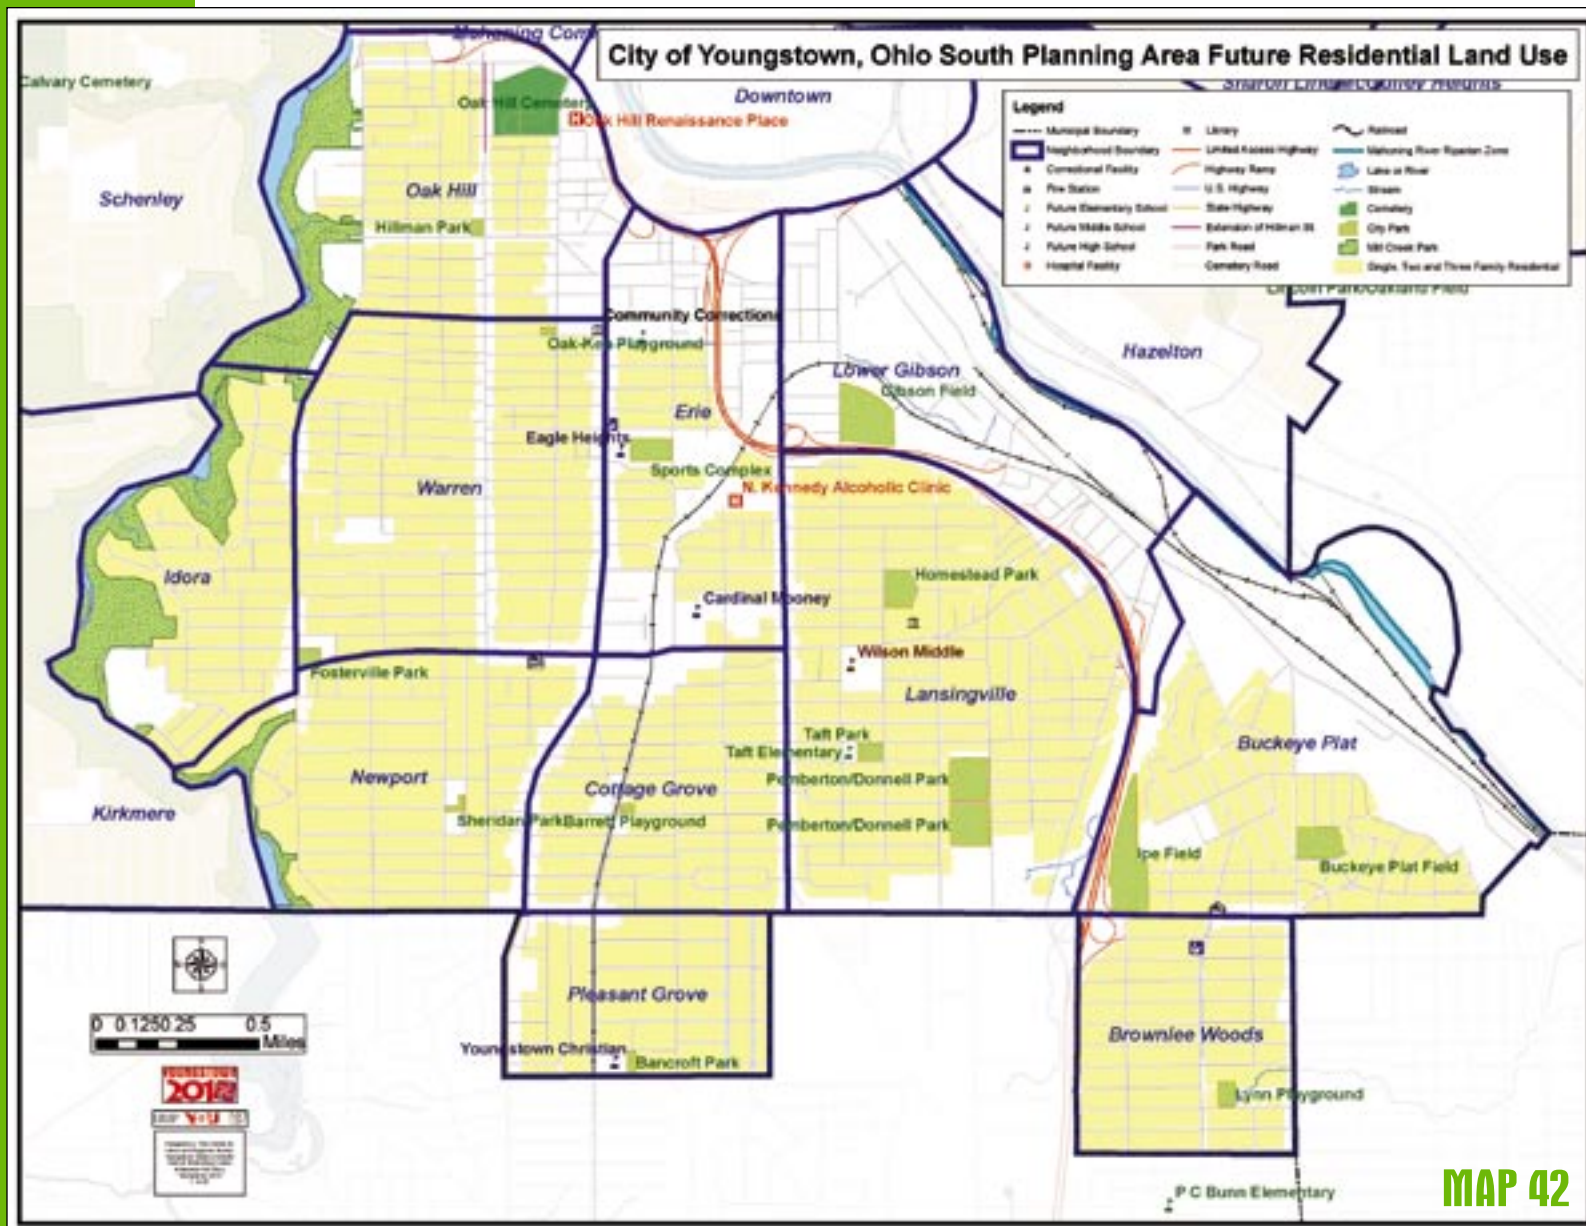 City of Youngstown, Ohio South Planning Area Future Residential Land Use
Calvary Cemetery
Downtown
Oak Hill Cemetery
Oak Hill Renaissance Place
Schenley
Oak Hill
Hillman Park
Legend
Municipal Boundary
Neighborhood Boundary
Correctional Facility
Fire Station
Future Elementary School
Future Middle School
Future High School
Hospital Facility
Library
Limited Access Highway
Highway Ramp
U.S. Highway
State Highway
Extension of Hillman St.
Park Road
Cemetery Road
Railroad
Mahoning River Riparian Zone
Lake or River
Stream
Cemetery
City Park
Mill Creek Park
Single, Two and Three Family Residential
Community Corrections
Oak-Kea Playground
Hazelton
Lower Gibson
Gibson Field
Erie
Eagle Heights
Sports Complex
Warren
N. Kennedy Alcoholic Clinic
Idora
Homestead Park
Cardinal Mooney
Wilson Middle
Fosterville Park
Lansingville
Taft Park
Taft Elementary
Buckeye Plat
Newport
Cottage Grove
Pemberton/Donnell Park
Kirkmere
Sheridan Park
Barrett Playground
Pemberton/Donnell Park
Ipe Field
Buckeye Plat Field
Pleasant Grove
0 0.125 0.25 0.5
Miles
Brownlee Woods
Youngstown Christian
Bancroft Park
YOUNGSTOWN
2010
Lynn Playground
P C Bunn Elementary
MAP 42